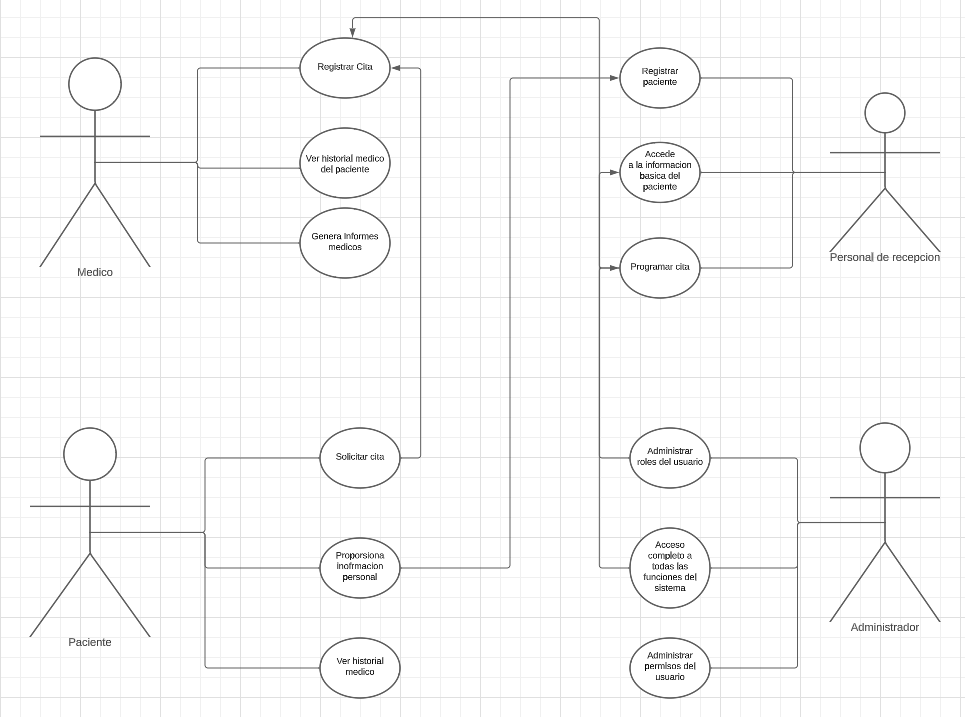 Registrar Cita
Ver historial medico
del paciente
Genera Informes
medicos
Medico
Registrar
paciente
Accede
a la informacion
basica del
paciente
Programar cita
Personal de recepcion
Solicitar cita
Proporsiona
inofrmacion
personal
Ver historial
medico
Paciente
Administrar
roles del usuario
Acceso
completo a
todas las
funciones del
sistema
Administrar
permisos del
usuario
Administrador